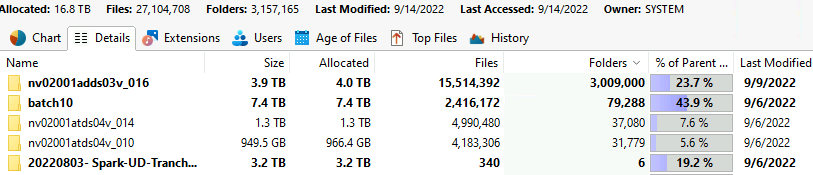 Allocated: 16.8 TB Files: 27,104,708 Folders: 3,157,165 Last Modified: 9/14/2022 Last Accessed: 9/14/2022 Owner: SYSTEM
Chart Details Extensions Users Age of Files Top Files History
Name Size Allocated Files Folders % of Parent ... Last Modified
nv02001adds03v_016 3.9 TB 4.0 TB 15,514,392 3,009,000 23.7 % 9/9/2022
batch10 7.4 TB 7.4 TB 2,416,172 79,288 43.9 % 9/6/2022
nv02001atds04v_014 1.3 TB 1.3 TB 4,990,480 37,080 7.6 % 9/6/2022
nv02001atds04v_010 949.5 GB 966.4 GB 4,183,306 31,779 5.6 % 9/6/2022
20220803- Spark-UD-Tranch... 3.2 TB 3.2 TB 340 6 19.2 % 9/6/2022